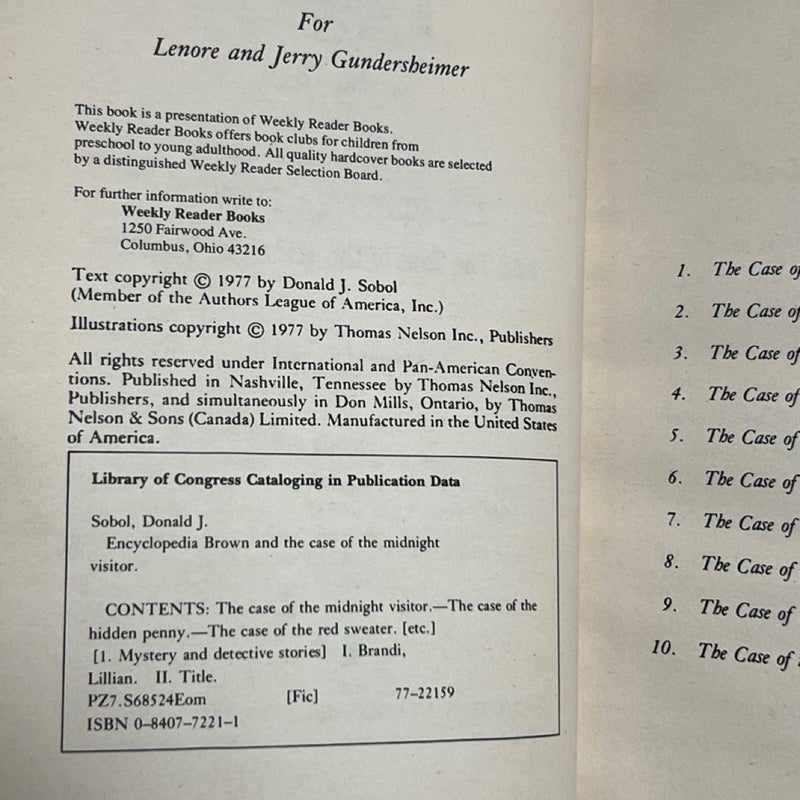 For
Lenore and Jerry Gundersheimer
This book is a presentation of Weekly Reader Books.
Weekly Reader Books offers book clubs for children from
preschool to young adulthood. All quality hardcover books are selected
by a distinguished Weekly Reader Selection Board.
For further information write to:
Weekly Reader Books
1250 Fairwood Ave.
Columbus, Ohio 43216
Text copyright © 1977 by Donald J. Sobol
(Member of the Authors League of America, Inc.)
Illustrations copyright © 1977 by Thomas Nelson Inc., Publishers
All rights reserved under International and Pan-American Conven-
tions. Published in Nashville, Tennessee by Thomas Nelson Inc.,
Publishers, and simultaneously in Don Mills, Ontario, by Thomas
Nelson & Sons (Canada) Limited. Manufactured in the United States
of America.
Library of Congress Cataloging in Publication Data
Sobol, Donald J.
Encyclopedia Brown and the case of the midnight
visitor.
CONTENTS: The case of the midnight visitor.—The case of the
hidden penny.—The case of the red sweater. [etc.]
[1. Mystery and detective stories] I. Brandi,
Lillian. II. Title.
PZ7.S68524Eom [Fic] 77-22159
ISBN 0-8407-7221-1
1. The Case of
2. The Case of
3. The Case of
4. The Case of
5. The Case of
6. The Case of
7. The Case of
8. The Case of
9. The Case of
10. The Case of